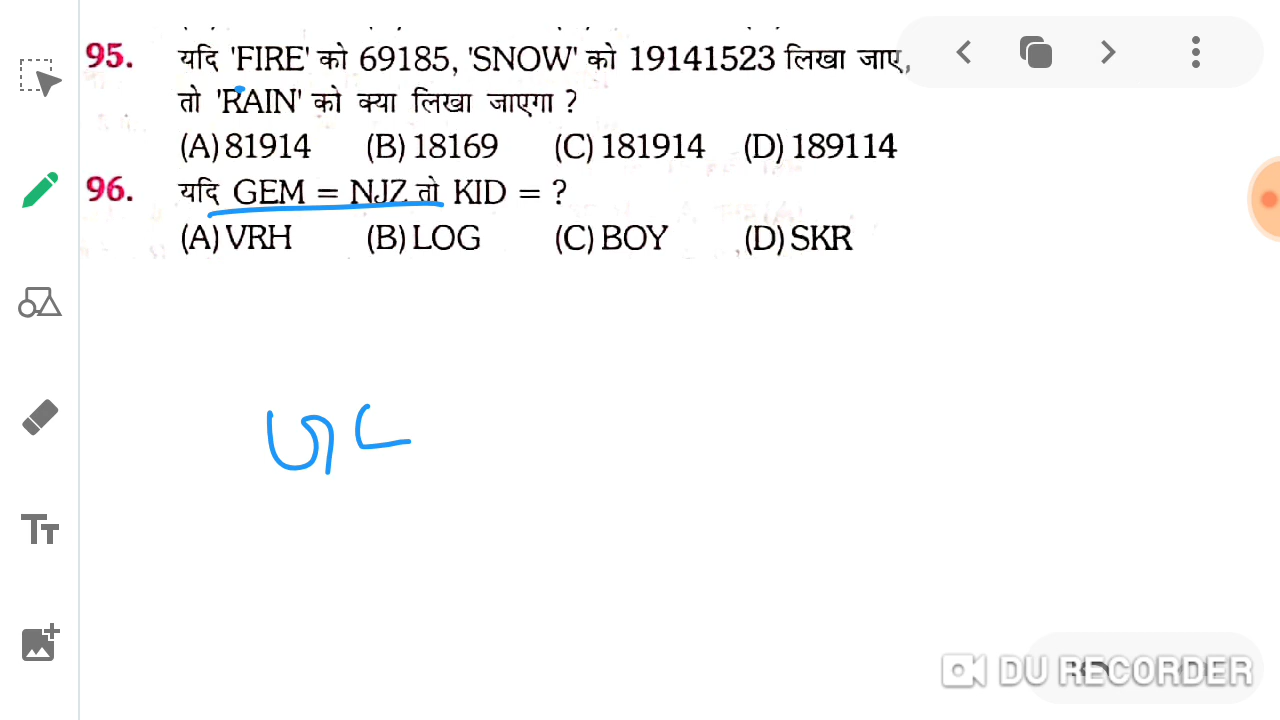 95. यदि 'FIRE' को 69185, 'SNOW' को 19141523 लिखा जाए,
तो 'RAIN' को क्या लिखा जाएगा ?
(A) 81914 (B) 18169 (C) 181914 (D) 189114
96. यदि GEM = NJZ तो KID = ?
(A) VRH (B) LOG (C) BOY (D) SKR
Tт
DU RECORDER